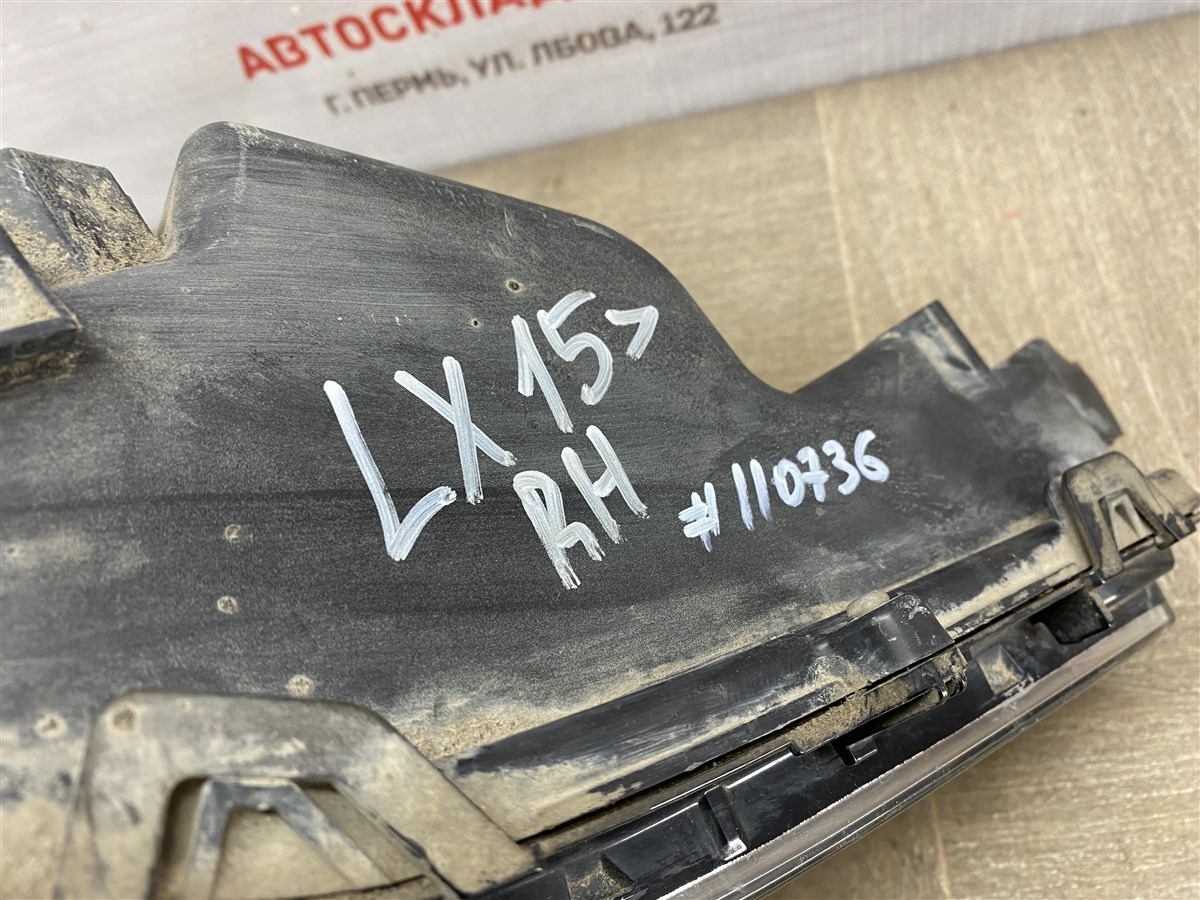 АВТОСКЛАД
Г. ПЕРМЬ, УЛ. ЛБОВА, 122
LX 15>
RH
#110736